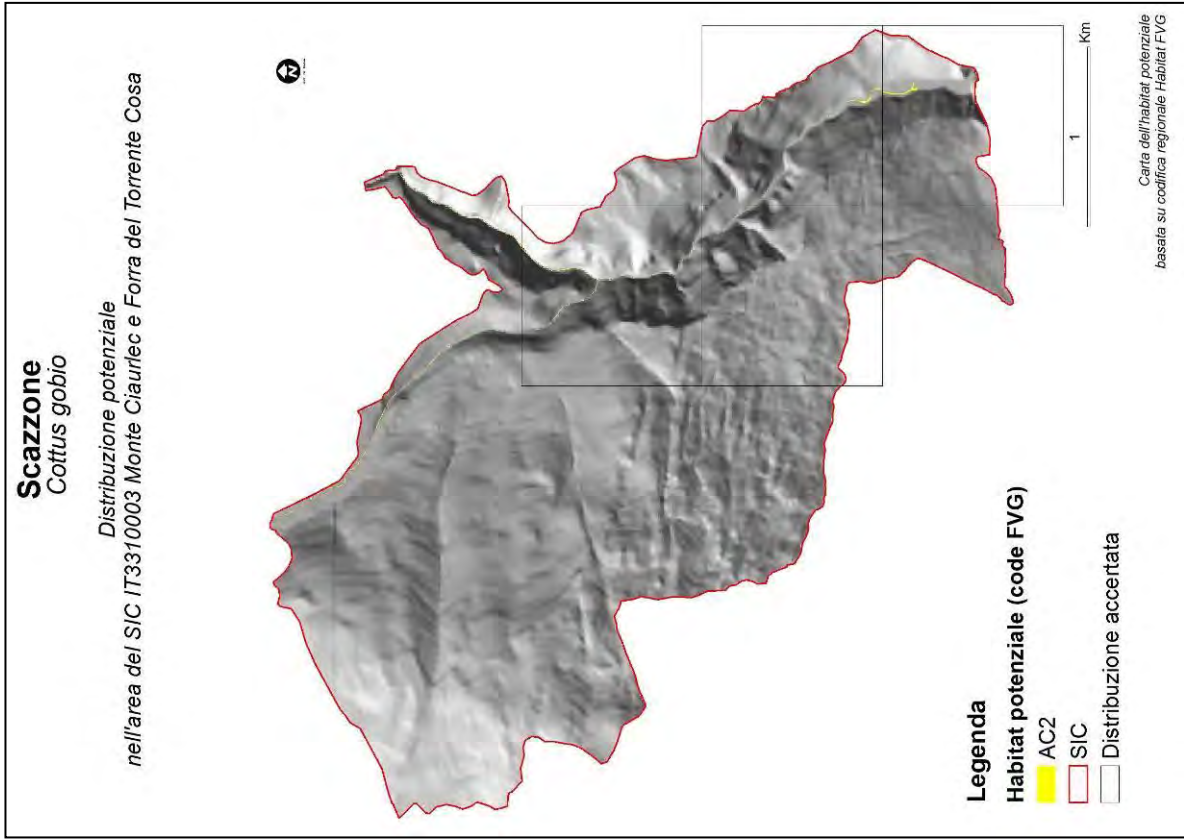 Scazzone
Cottus gobio
Distribuzione potenziale
nell'area del SIC IT3310003 Monte Ciaurlec e Forra del Torrente Cosa
N
1
Km
Legenda
Habitat potenziale (code FVG)
AC2
SIC
Distribuzione accertata
Carta dell'habitat potenziale
basata su codifica regionale Habitat FVG